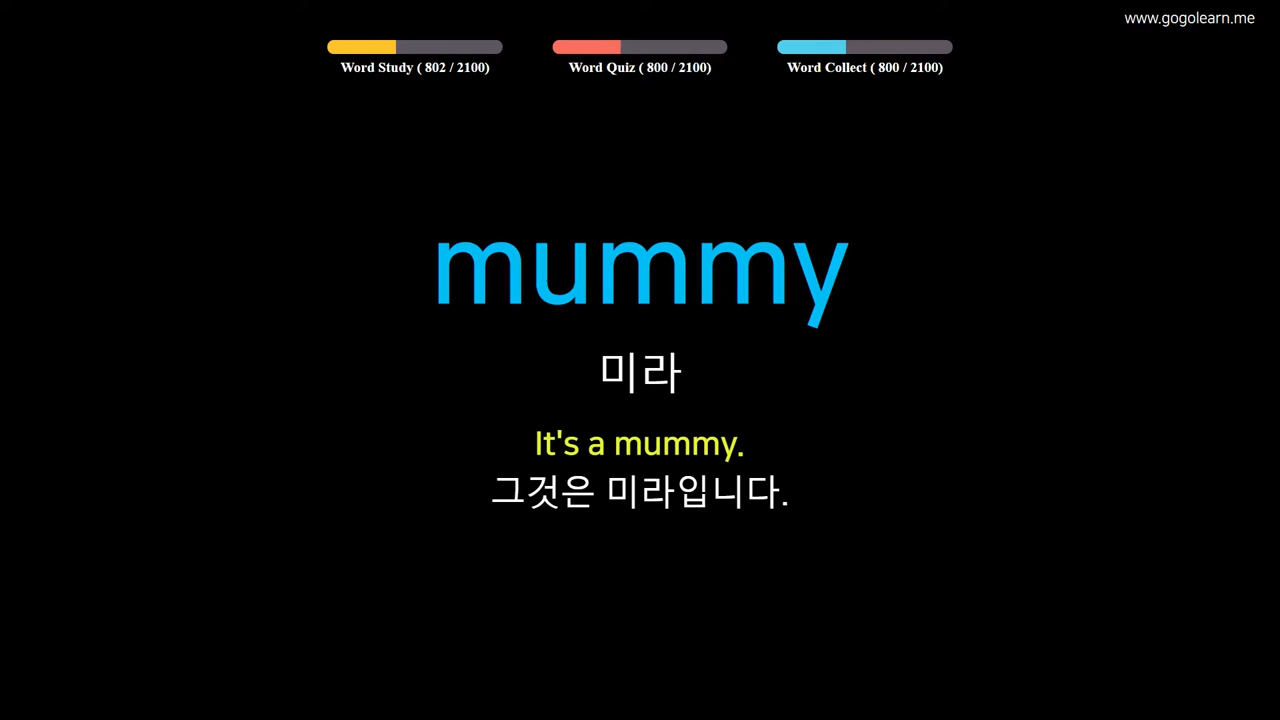 www.gogolearn.me
Word Study ( 802 / 2100)
Word Quiz ( 800 / 2100)
Word Collect ( 800 / 2100)
mummy
미라
It's a mummy.
그것은 미라입니다.